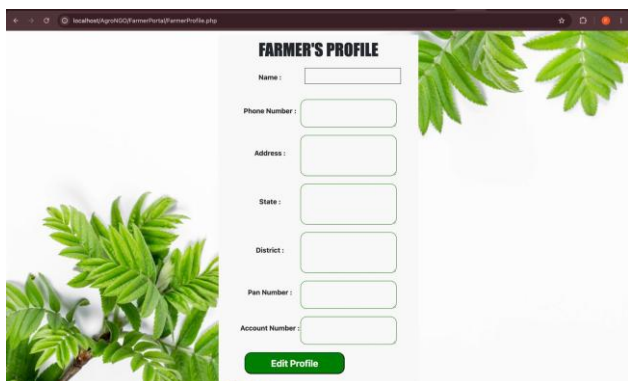 localhost/AgroNGO/FarmerPortal/FarmerProfile.php
FARMER'S PROFILE
Name :
Phone Number :
Address :
State :
District :
Pan Number :
Account Number :
Edit Profile